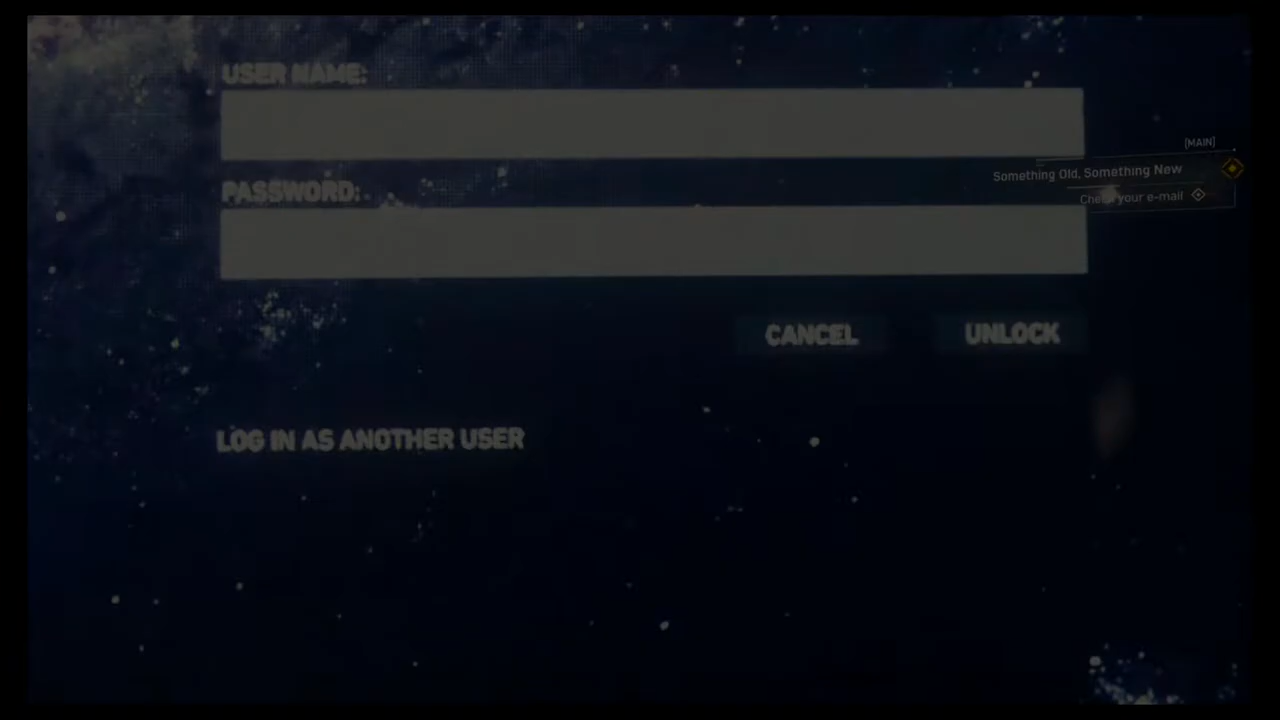 USER NAME:
[MAIN]
Something Old, Something New
PASSWORD:
Check your e-mail
CANCEL
UNLOCK
LOG IN AS ANOTHER USER